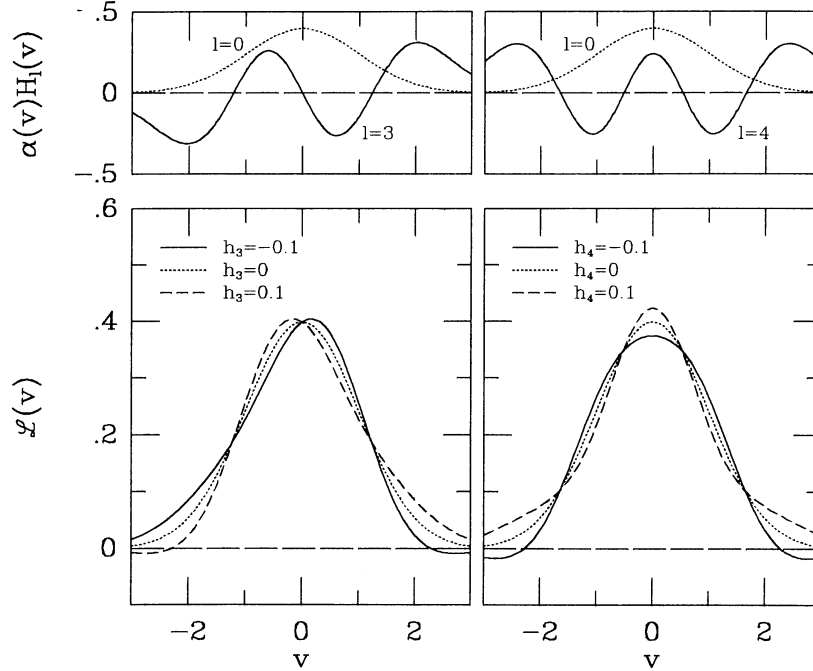 .5
0
-.5
α(v)H_l(v)
l=0
l=3
l=0
l=4
.6
.4
.2
0
ℒ(v)
h₃=-0.1
h₃=0
h₃=0.1
h₄=-0.1
h₄=0
h₄=0.1
-2 0 2
-2 0 2
v
v